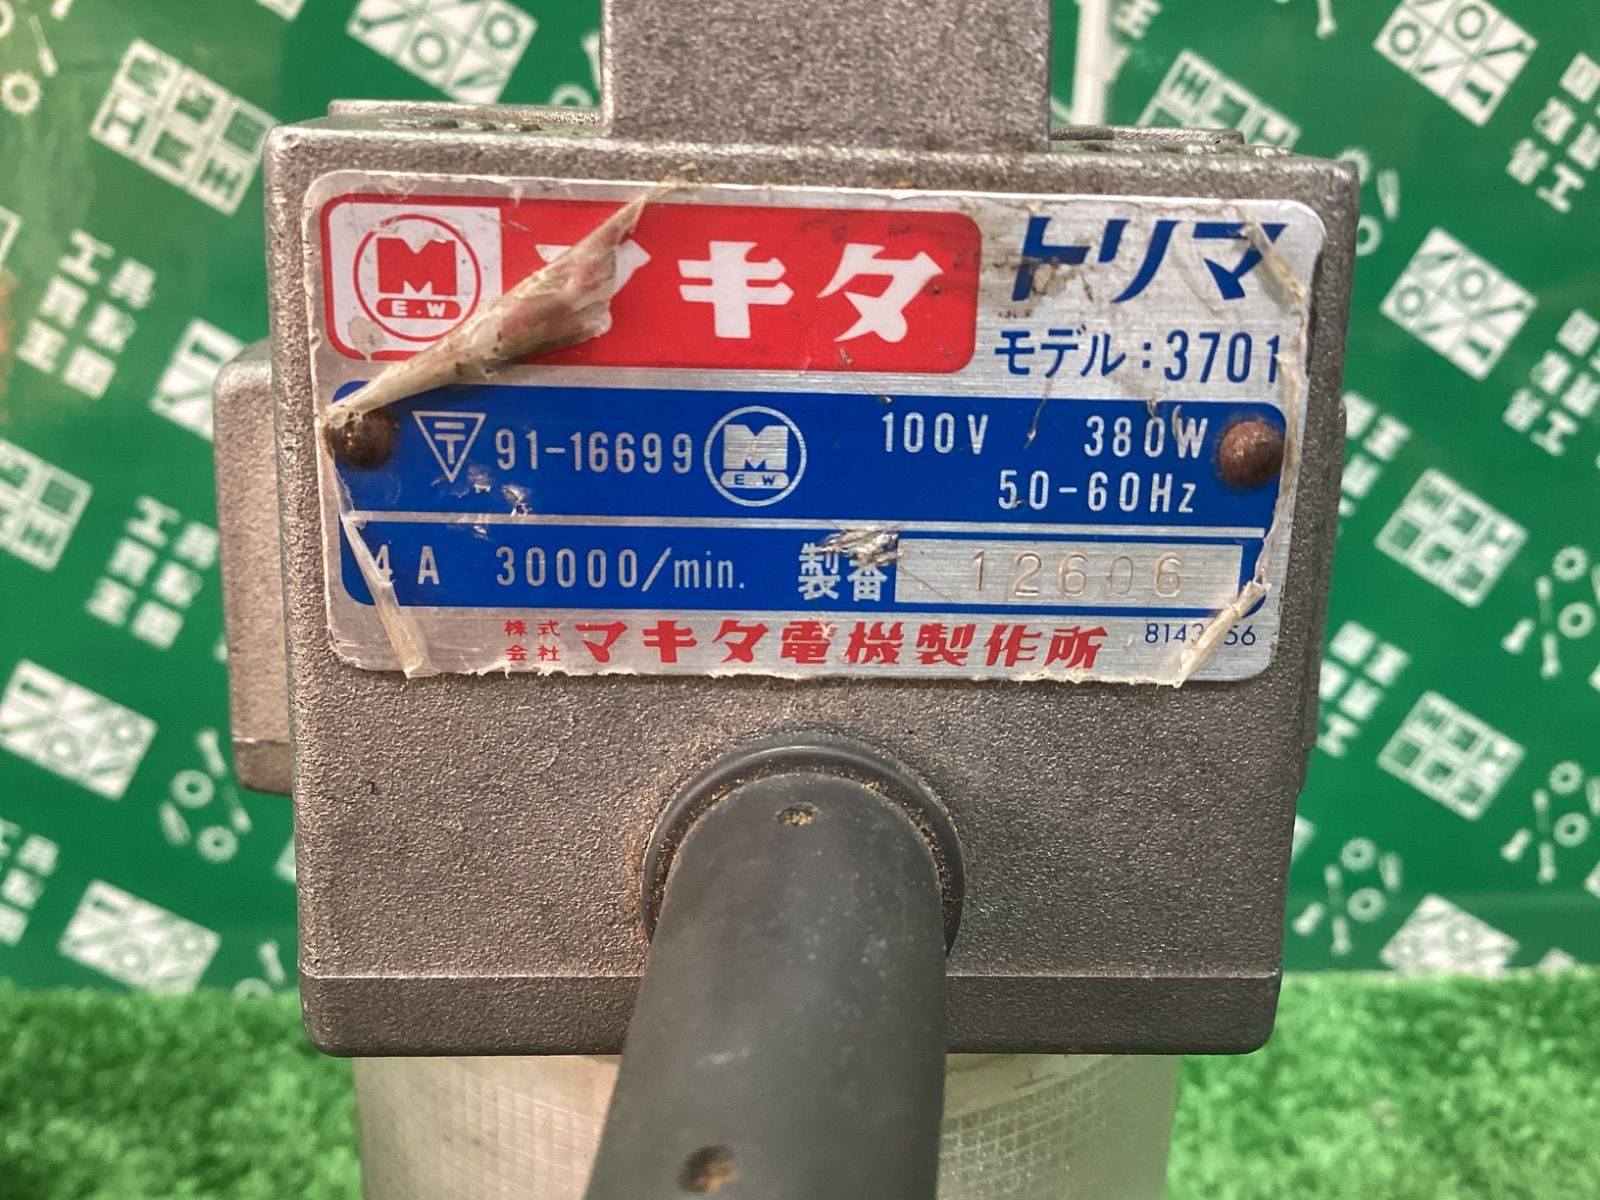 M
E.W
マキタ
トリマ
モデル:3701
〒 91-16699
M
E W
100V 380W
50-60Hz
4A 30000/min. 製番 12606
株式会社 マキタ電機製作所